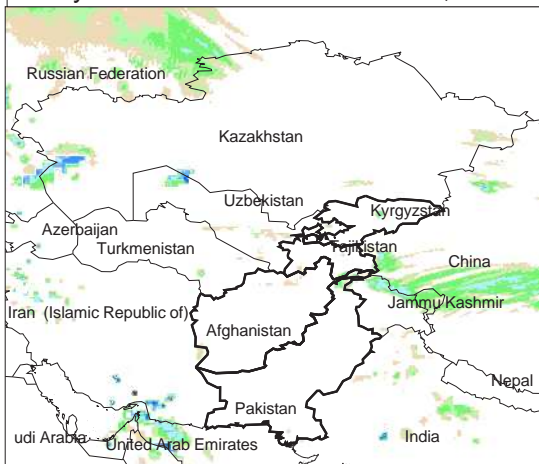 Russian Federation
Kazakhstan
Uzbekistan
Kyrgyzstan
Azerbaijan
Turkmenistan
Tajikistan
China
Jammu/Kashmir
Iran (Islamic Republic of)
Afghanistan
Nepal
Pakistan
udi Arabia
United Arab Emirates
India